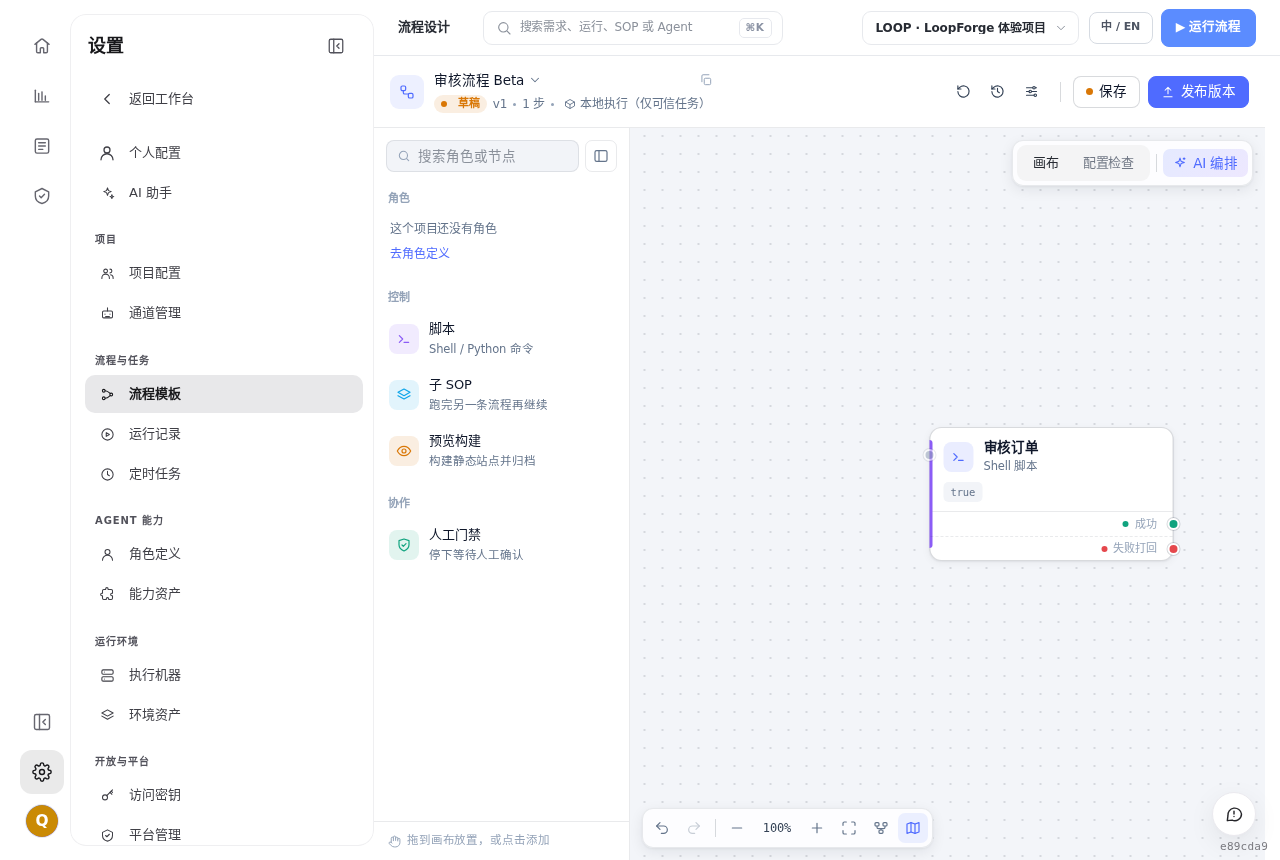 设置
返回工作台
个人配置
AI 助手
项目
项目配置
通道管理
流程与任务
流程模板
运行记录
定时任务
AGENT 能力
角色定义
能力资产
运行环境
执行机器
环境资产
开放与平台
访问密钥
平台管理
Q
流程设计
搜索需求、运行、SOP 或 Agent
⌘K
LOOP · LoopForge 体验项目
中 / EN
▶ 运行流程
审核流程 Beta
草稿 v1 • 1 步 • 本地执行（仅可信任务）
保存
发布版本
搜索角色或节点
角色
这个项目还没有角色
去角色定义
控制
脚本
Shell / Python 命令
子 SOP
跑完另一条流程再继续
预览构建
构建静态站点并归档
协作
人工门禁
停下等待人工确认
拖到画布放置，或点击添加
画布
配置检查
AI 编排
审核订单
Shell 脚本
true
成功
失败打回
100%
e89cda9